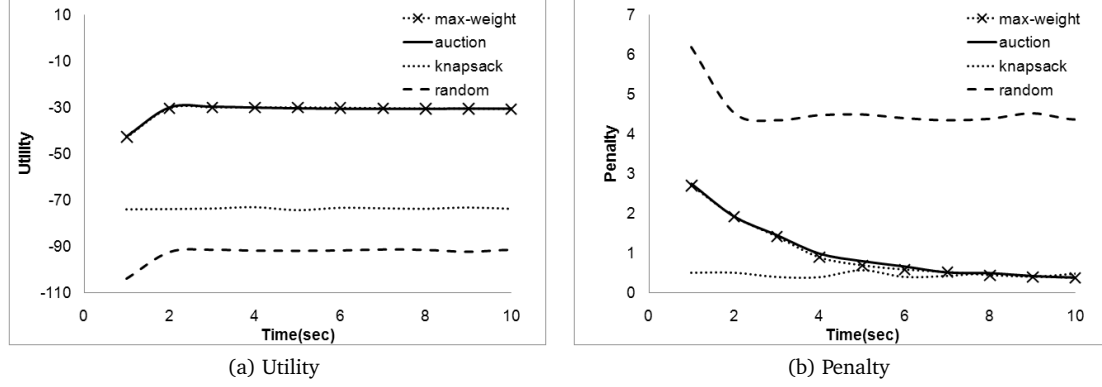 10
-10
-30
-50
-70
-90
-110
Utility
0
2
4
6
8
10
Time(sec)
max-weight
auction
knapsack
random
(a) Utility
7
6
5
4
3
2
1
0
Penalty
0
2
4
6
8
10
Time(sec)
max-weight
auction
knapsack
random
(b) Penalty